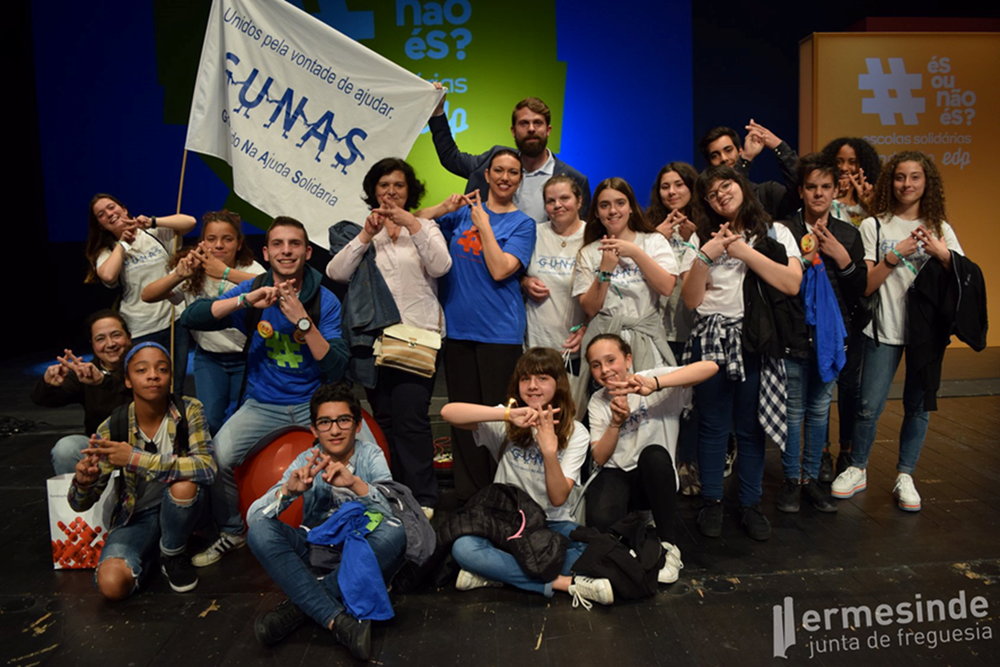 Unidos pela vontade de ajudar.
GUNAS
Na Ajuda Solidaria
não
és?
edp
#és
ou
não
és?
escolas solidárias
edp
GUNAS
ermesinde
junta de freguesia